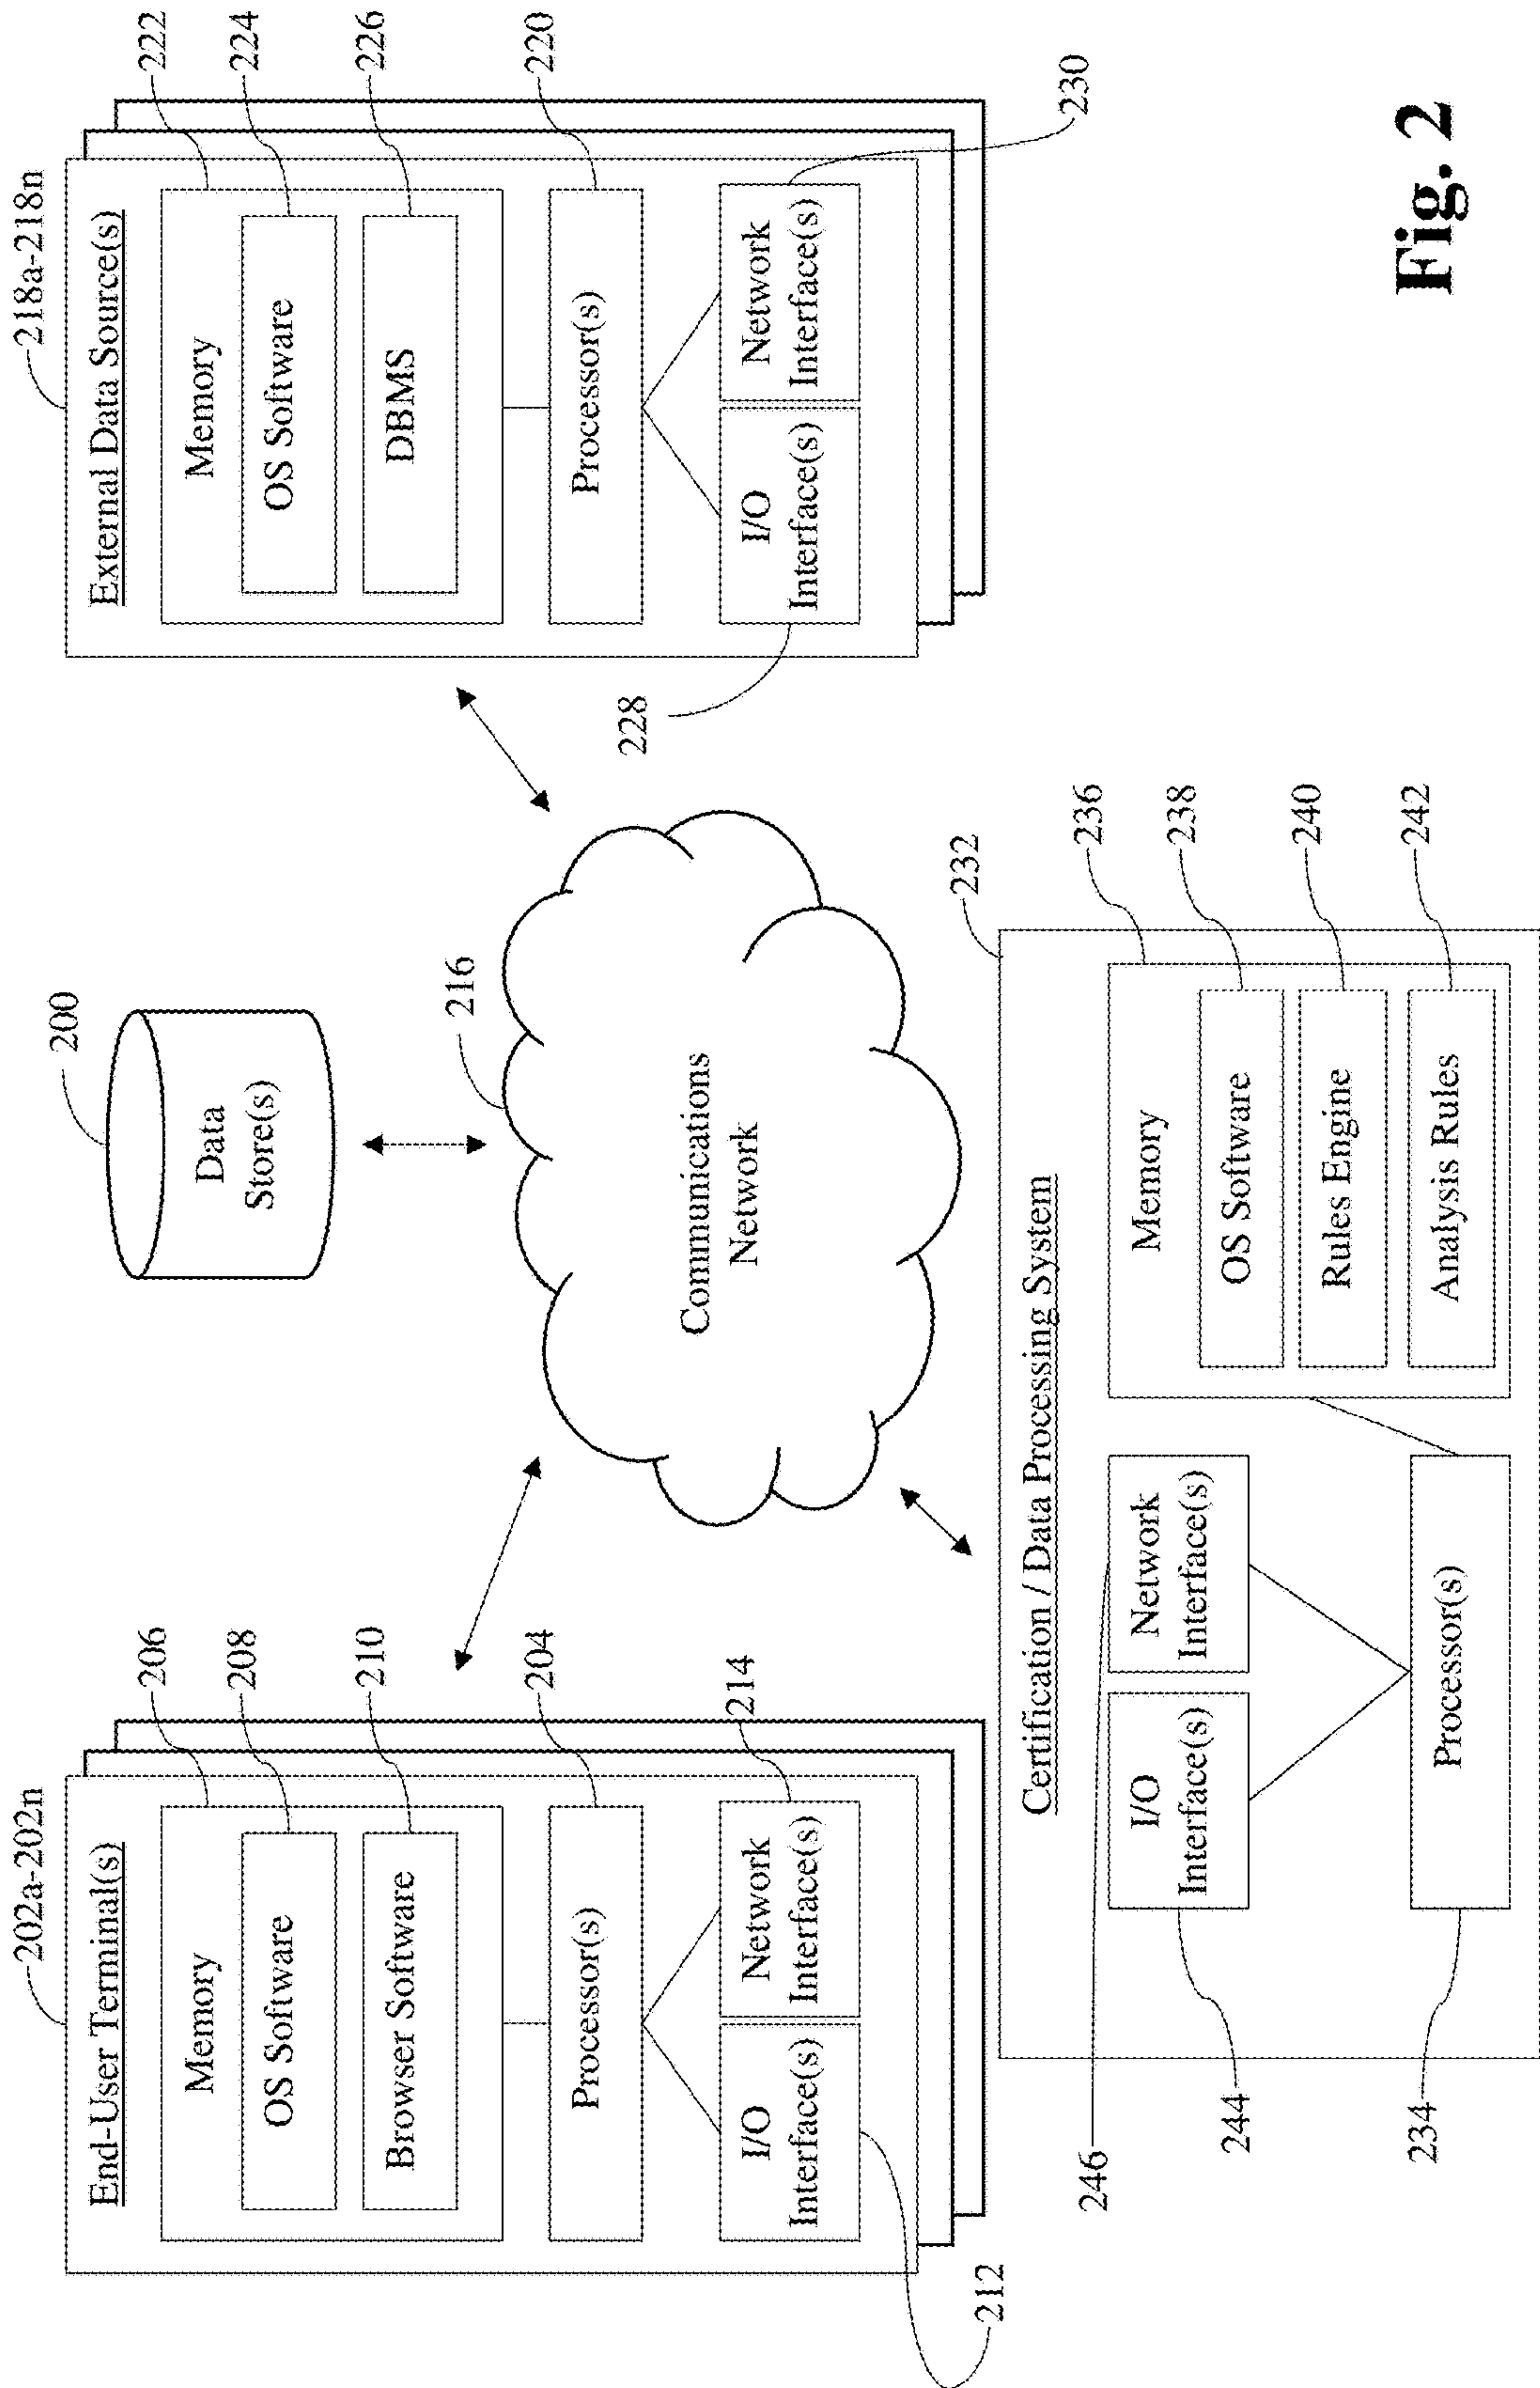 202a-202n
End-User Terminal(s)
Memory
206
OS Software
208
Browser Software
210
Processor(s)
204
I/O
Interface(s)
Network
Interface(s)
214
212
200
Data
Store(s)
216
Communications
Network
218a-218n
External Data Source(s)
Memory
222
OS Software
224
DBMS
226
Processor(s)
220
I/O
Interface(s)
Network
Interface(s)
228
230
232
Certification / Data Processing System
I/O
Interface(s)
Network
Interface(s)
246
244
Processor(s)
234
Memory
236
OS Software
238
Rules Engine
240
Analysis Rules
242
Fig. 2